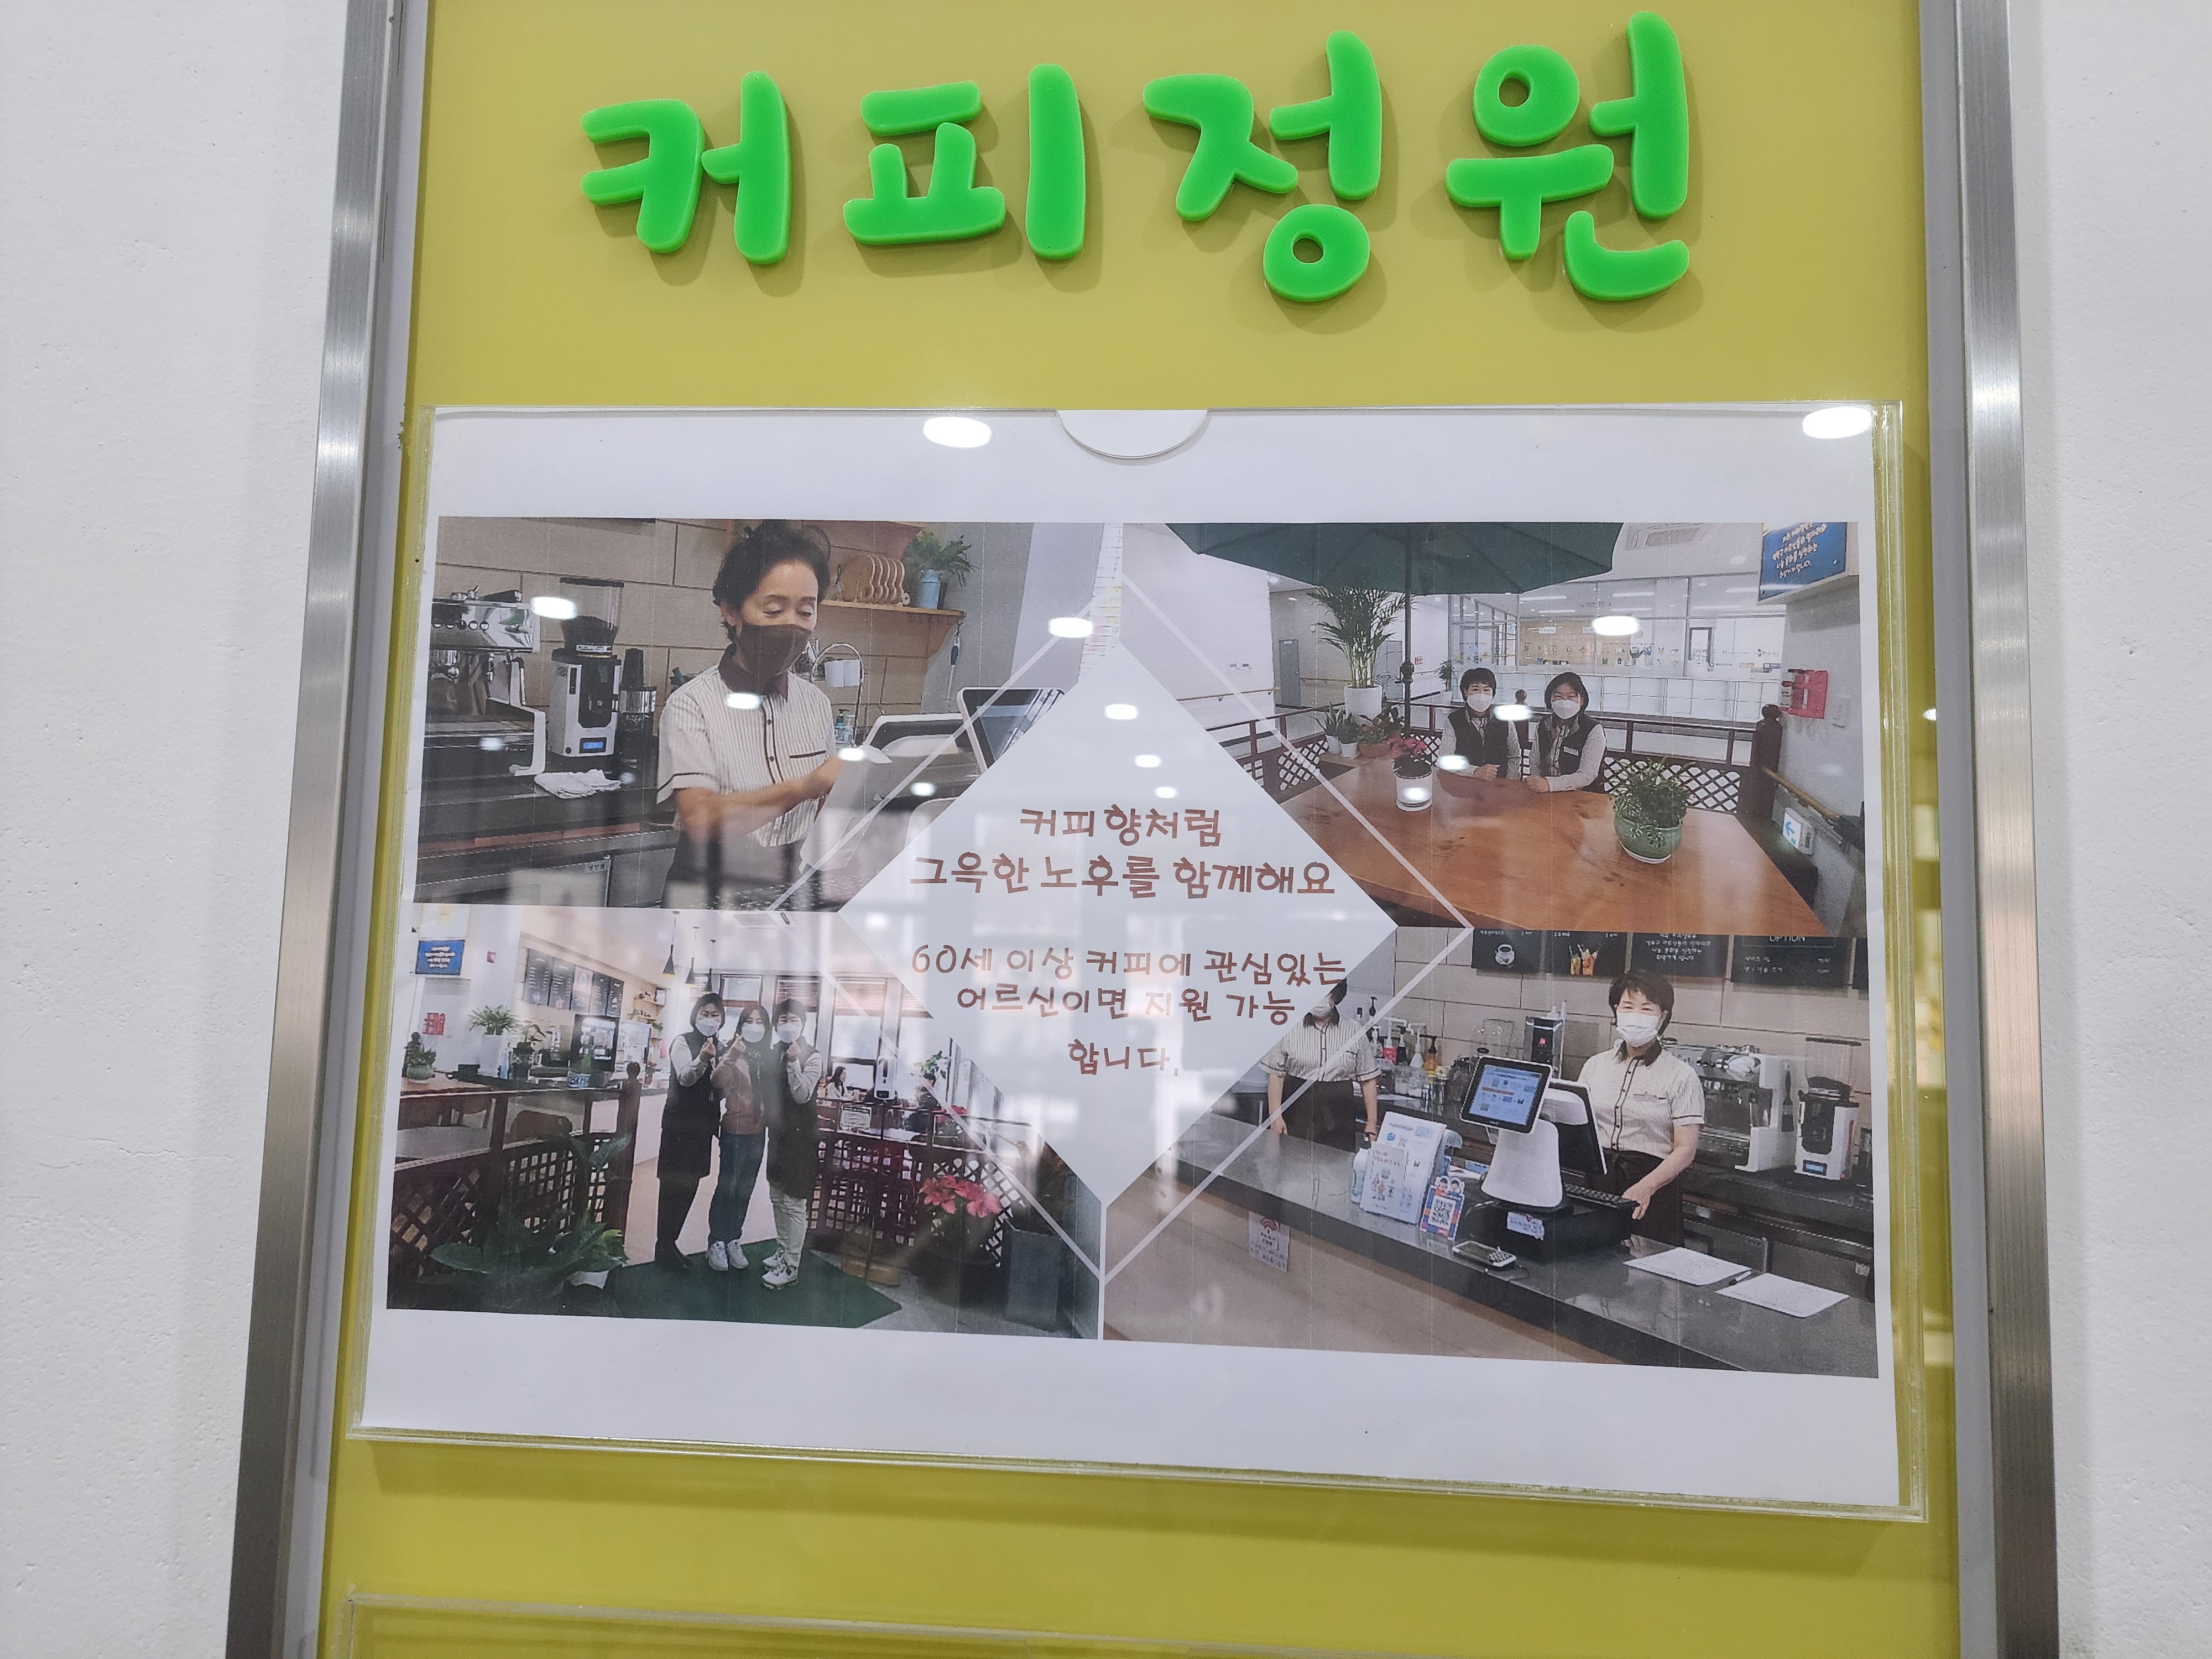 커피정원
커피향처럼
그윽한 노후를 함께해요
60세 이상 커피에 관심있는
어르신이면 지원 가능
합니다.
OPTION